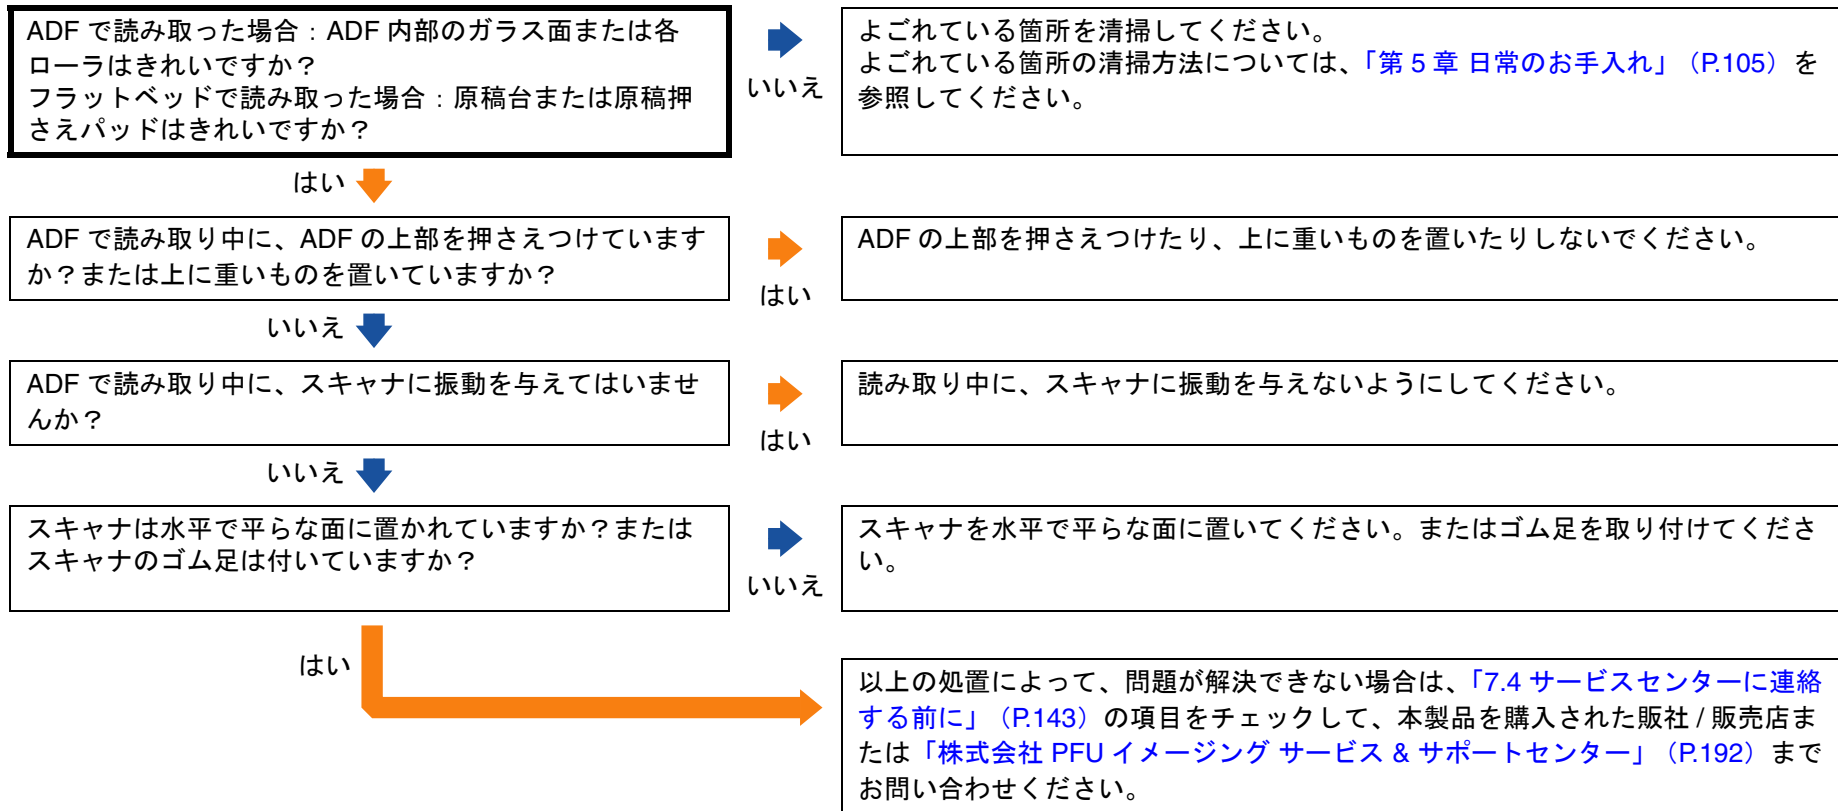 ADF で読み取った場合：ADF 内部のガラス面または各
ローラはきれいですか？
フラットベッドで読み取った場合：原稿台または原稿押
さえパッドはきれいですか？
いいえ
よごれている箇所を清掃してください。
よごれている箇所の清掃方法については、「第 5 章 日常のお手入れ」（P.105）を
参照してください。
はい
ADF で読み取り中に、ADF の上部を押さえつけています
か？または上に重いものを置いていますか？
はい
ADF の上部を押さえつけたり、上に重いものを置いたりしないでください。
いいえ
ADF で読み取り中に、スキャナに振動を与えてはいませ
んか？
はい
読み取り中に、スキャナに振動を与えないようにしてください。
いいえ
スキャナは水平で平らな面に置かれていますか？または
スキャナのゴム足は付いていますか？
いいえ
スキャナを水平で平らな面に置いてください。またはゴム足を取り付けてくださ
い。
はい
以上の処置によって、問題が解決できない場合は、「7.4 サービスセンターに連絡
する前に」（P.143）の項目をチェックして、本製品を購入された販社 / 販売店ま
たは「株式会社 PFU イメージング サービス & サポートセンター」（P.192）まで
お問い合わせください。